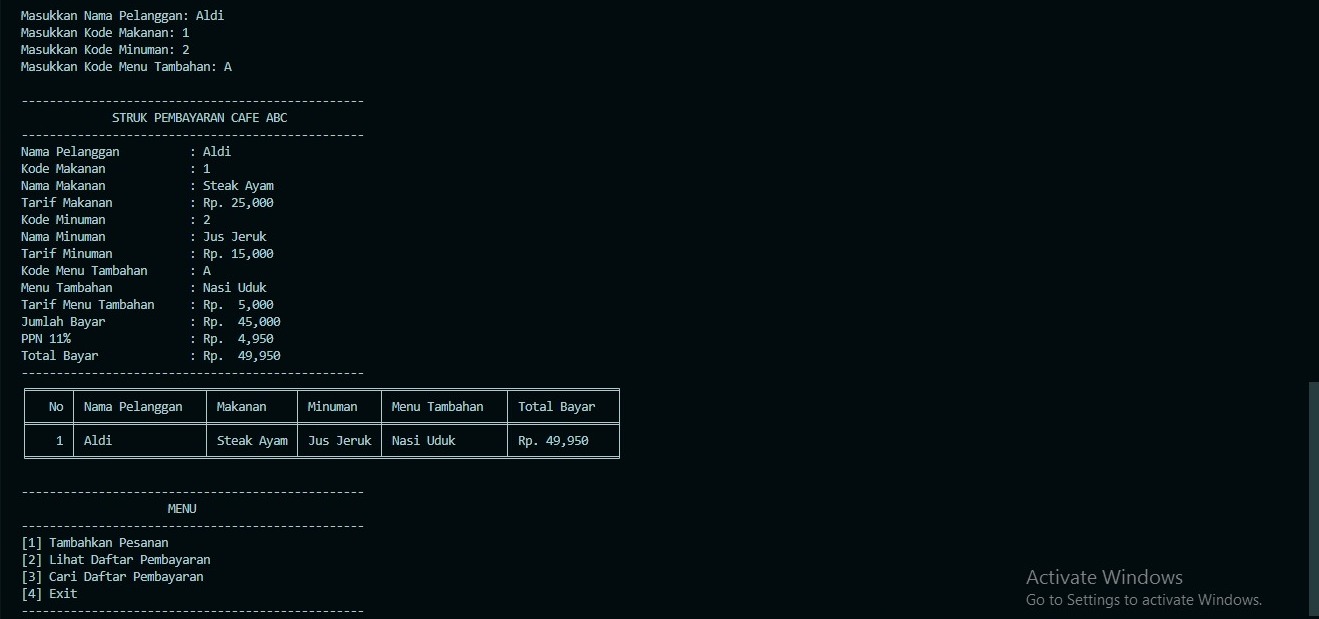 Masukkan Nama Pelanggan: Aldi
Masukkan Kode Makanan: 1
Masukkan Kode Minuman: 2
Masukkan Kode Menu Tambahan: A
-------------------------------------------------
STRUK PEMBAYARAN CAFE ABC
-------------------------------------------------
Nama Pelanggan : Aldi
Kode Makanan : 1
Nama Makanan : Steak Ayam
Tarif Makanan : Rp. 25,000
Kode Minuman : 2
Nama Minuman : Jus Jeruk
Tarif Minuman : Rp. 15,000
Kode Menu Tambahan : A
Menu Tambahan : Nasi Uduk
Tarif Menu Tambahan : Rp. 5,000
Jumlah Bayar : Rp. 45,000
PPN 11% : Rp. 4,950
Total Bayar : Rp. 49,950
-------------------------------------------------
No Nama Pelanggan Makanan Minuman Menu Tambahan Total Bayar
1 Aldi Steak Ayam Jus Jeruk Nasi Uduk Rp. 49,950
-------------------------------------------------
MENU
-------------------------------------------------
[1] Tambahkan Pesanan
[2] Lihat Daftar Pembayaran
[3] Cari Daftar Pembayaran
[4] Exit
-------------------------------------------------
Activate Windows
Go to Settings to activate Windows.